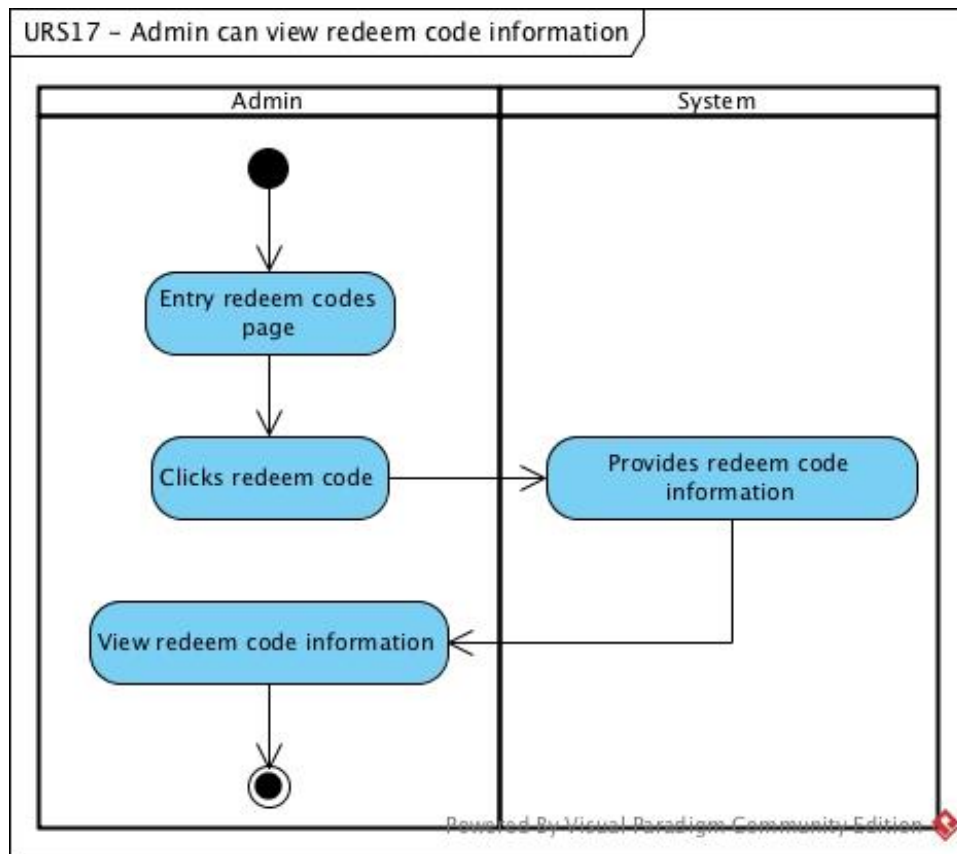 URS17 – Admin can view redeem code information
Admin
System
Entry redeem codes
page
Clicks redeem code
Provides redeem code
information
View redeem code information
Powered By Visual Paradigm Community Edition